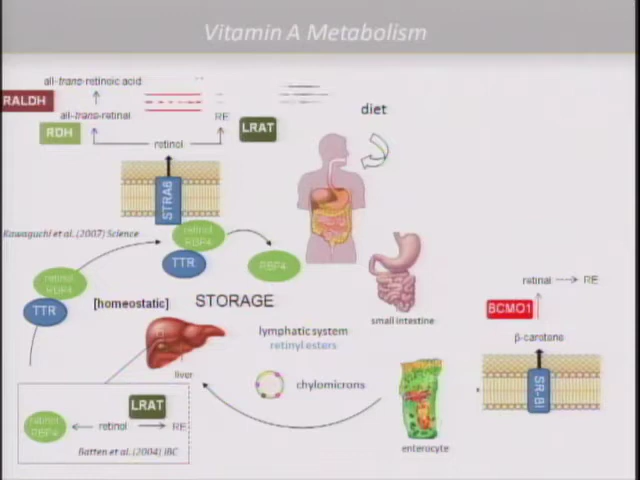 Vitamin A Metabolism
all-trans-retinoic acid
RALDH
all-trans-retinal
RE
RDH
LRAT
retinol
diet
STRA6
Kawaguchi et al. (2007) Science
retinol
RBP4
TTR
RBP4
retinol
RBP4
TTR
[homeostatic]
STORAGE
small intestine
retinal
RE
BCMO1
β-carotene
SR-BI
lymphatic system
retinyl esters
liver
chylomicrons
enterocyte
LRAT
retinol
RBP4
retinol
RE
Batten et al. (2004) JBC